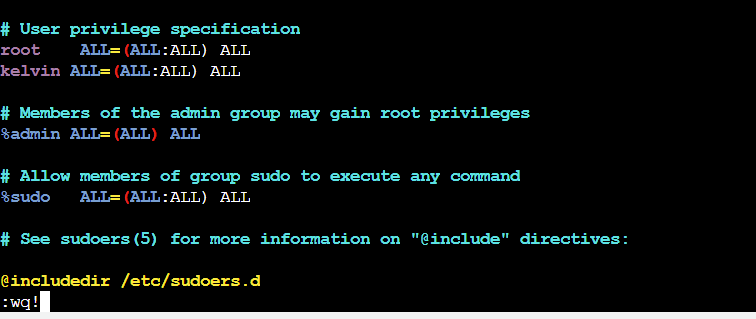 # User privilege specification
root    ALL=(ALL:ALL) ALL
kelvin ALL=(ALL:ALL) ALL
# Members of the admin group may gain root privileges
%admin ALL=(ALL) ALL
# Allow members of group sudo to execute any command
%sudo   ALL=(ALL:ALL) ALL
# See sudoers(5) for more information on "@include" directives:
@includedir /etc/sudoers.d
:wq!